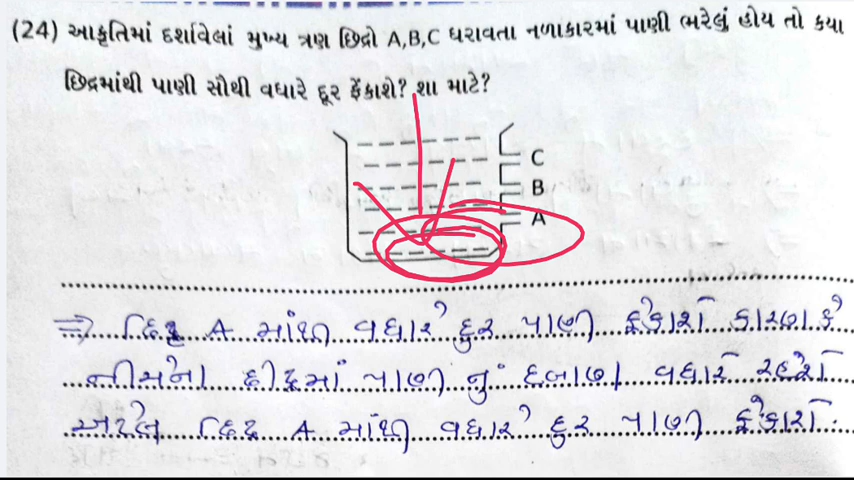 (24) આકૃતિમાં દર્શાવેલાં મુખ્ય ત્રણ છિદ્રો A,B,C ધરાવતા નળાકારમાં પાણી ભરેલું હોય તો કયા
છિદ્રમાંથી પાણી સૌથી વધારે દૂર ફેંકાશે? શા માટે?
C
B
A
⇒ છિદ્ર A માંથી વધારે દુર પાણી ફેંકાશે કારણ કે
નીચેના છીદ્રમાં પાણી નું દબાણ વધારે રહેશે
એટલે છિદ્ર A માંથી વધારે દુર પાણી ફેંકાશે.